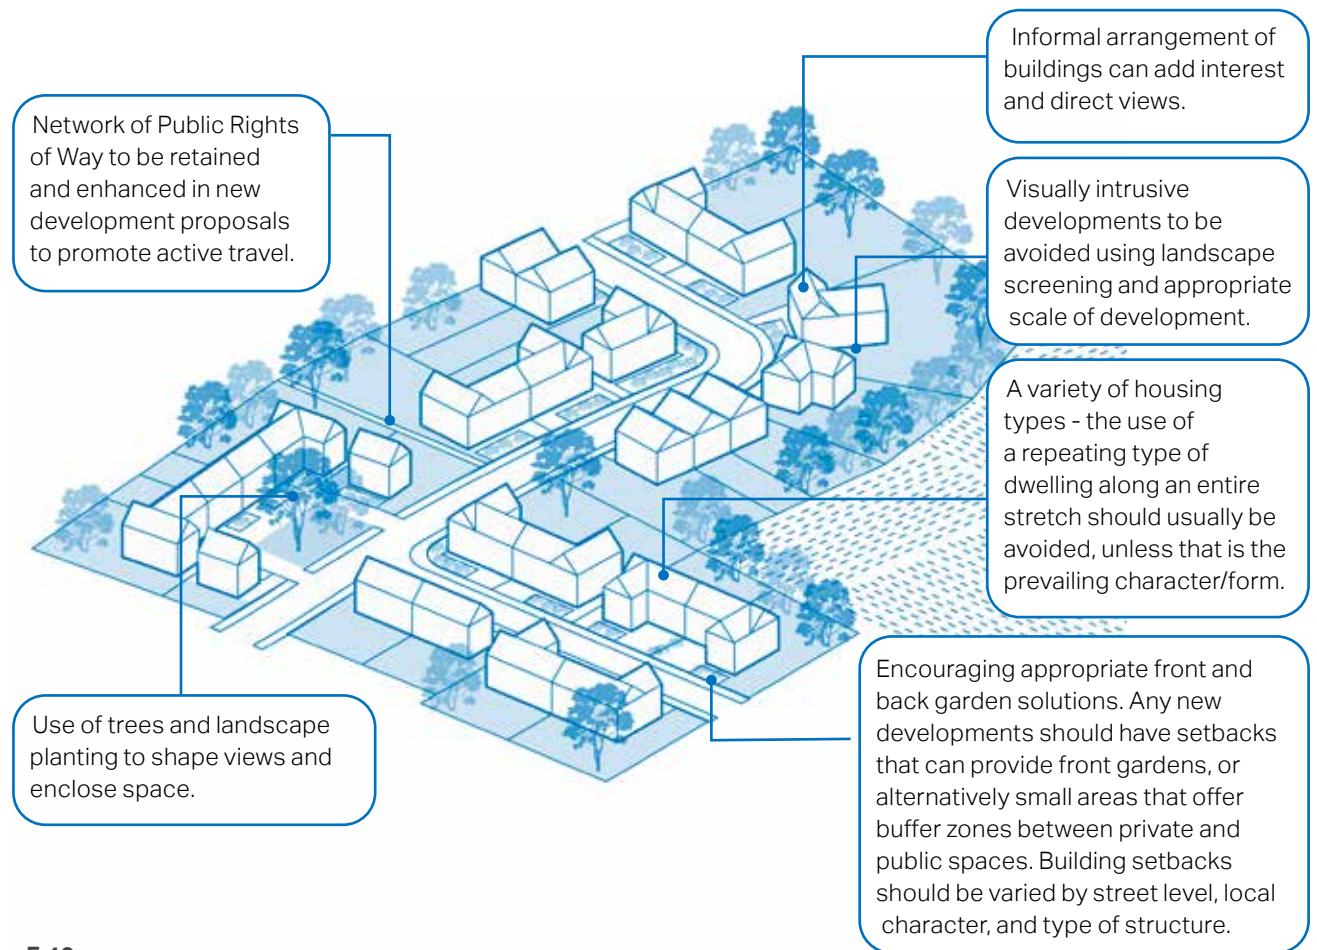 Informal arrangement of
buildings can add interest
and direct views.
Network of Public Rights
of Way to be retained
and enhanced in new
development proposals
to promote active travel.
Visually intrusive
developments to be
avoided using landscape
screening and appropriate
scale of development.
A variety of housing
types - the use of
a repeating type of
dwelling along an entire
stretch should usually be
avoided, unless that is the
prevailing character/form.
Use of trees and landscape
planting to shape views and
enclose space.
Encouraging appropriate front and
back garden solutions. Any new
developments should have setbacks
that can provide front gardens, or
alternatively small areas that offer
buffer zones between private and
public spaces. Building setbacks
should be varied by street level, local
character, and type of structure.